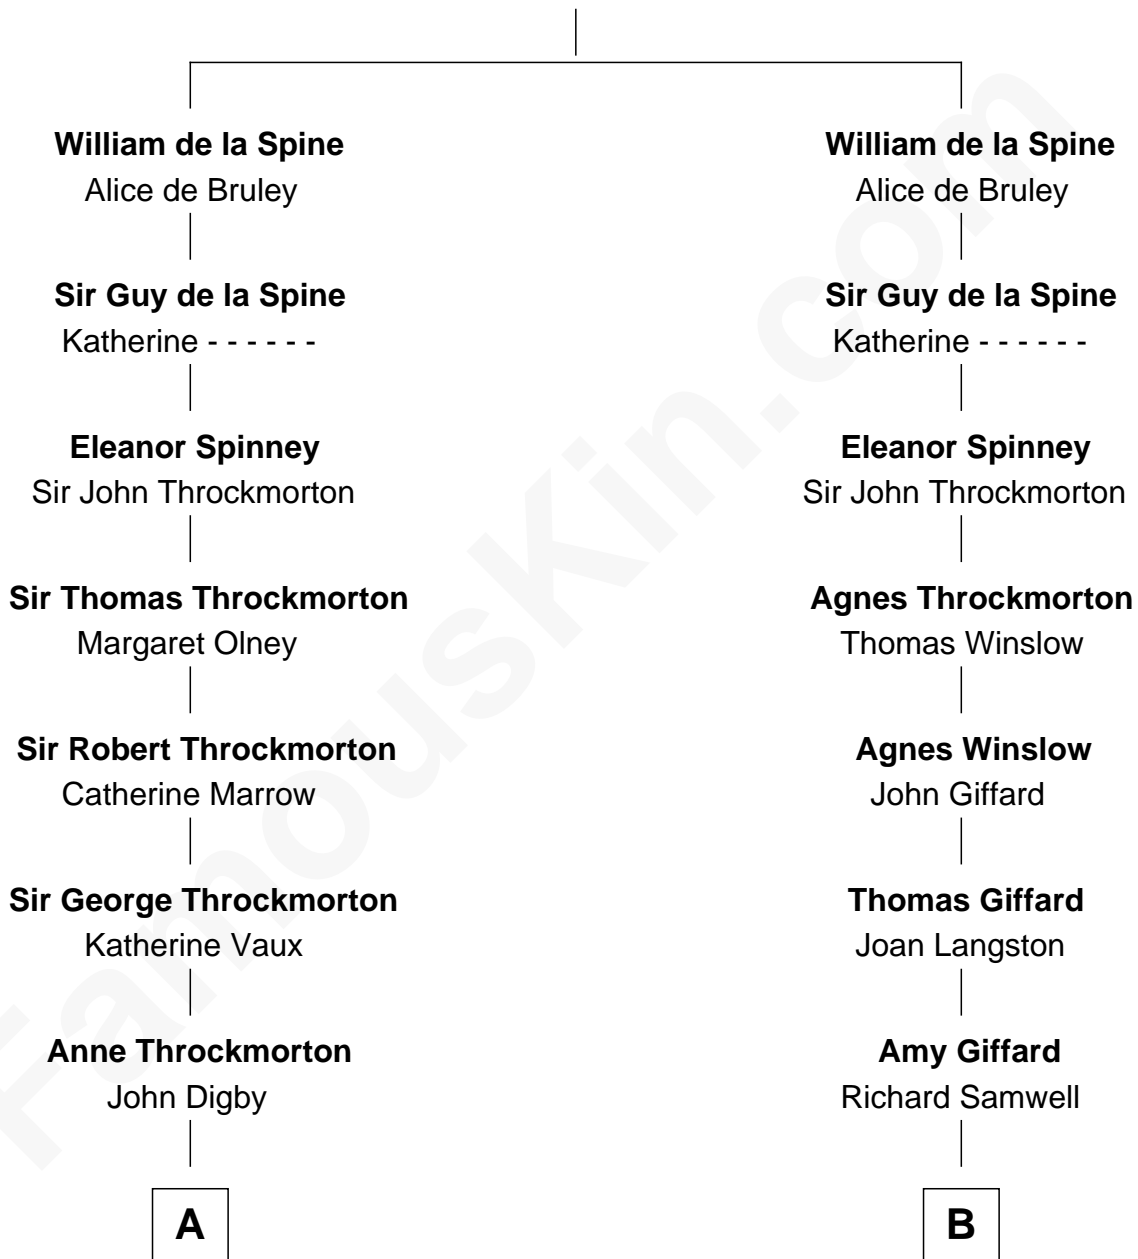 William de la Spine
Alice de Bruley
Sir Guy de la Spine
Katherine - - - - - -
Eleanor Spinney
Sir John Throckmorton
Sir Thomas Throckmorton
Margaret Olney
Sir Robert Throckmorton
Catherine Marrow
Sir George Throckmorton
Katherine Vaux
Anne Throckmorton
John Digby
A
William de la Spine
Alice de Bruley
Sir Guy de la Spine
Katherine - - - - - -
Eleanor Spinney
Sir John Throckmorton
Agnes Throckmorton
Thomas Winslow
Agnes Winslow
John Giffard
Thomas Giffard
Joan Langston
Amy Giffard
Richard Samwell
B
FamousKin.com